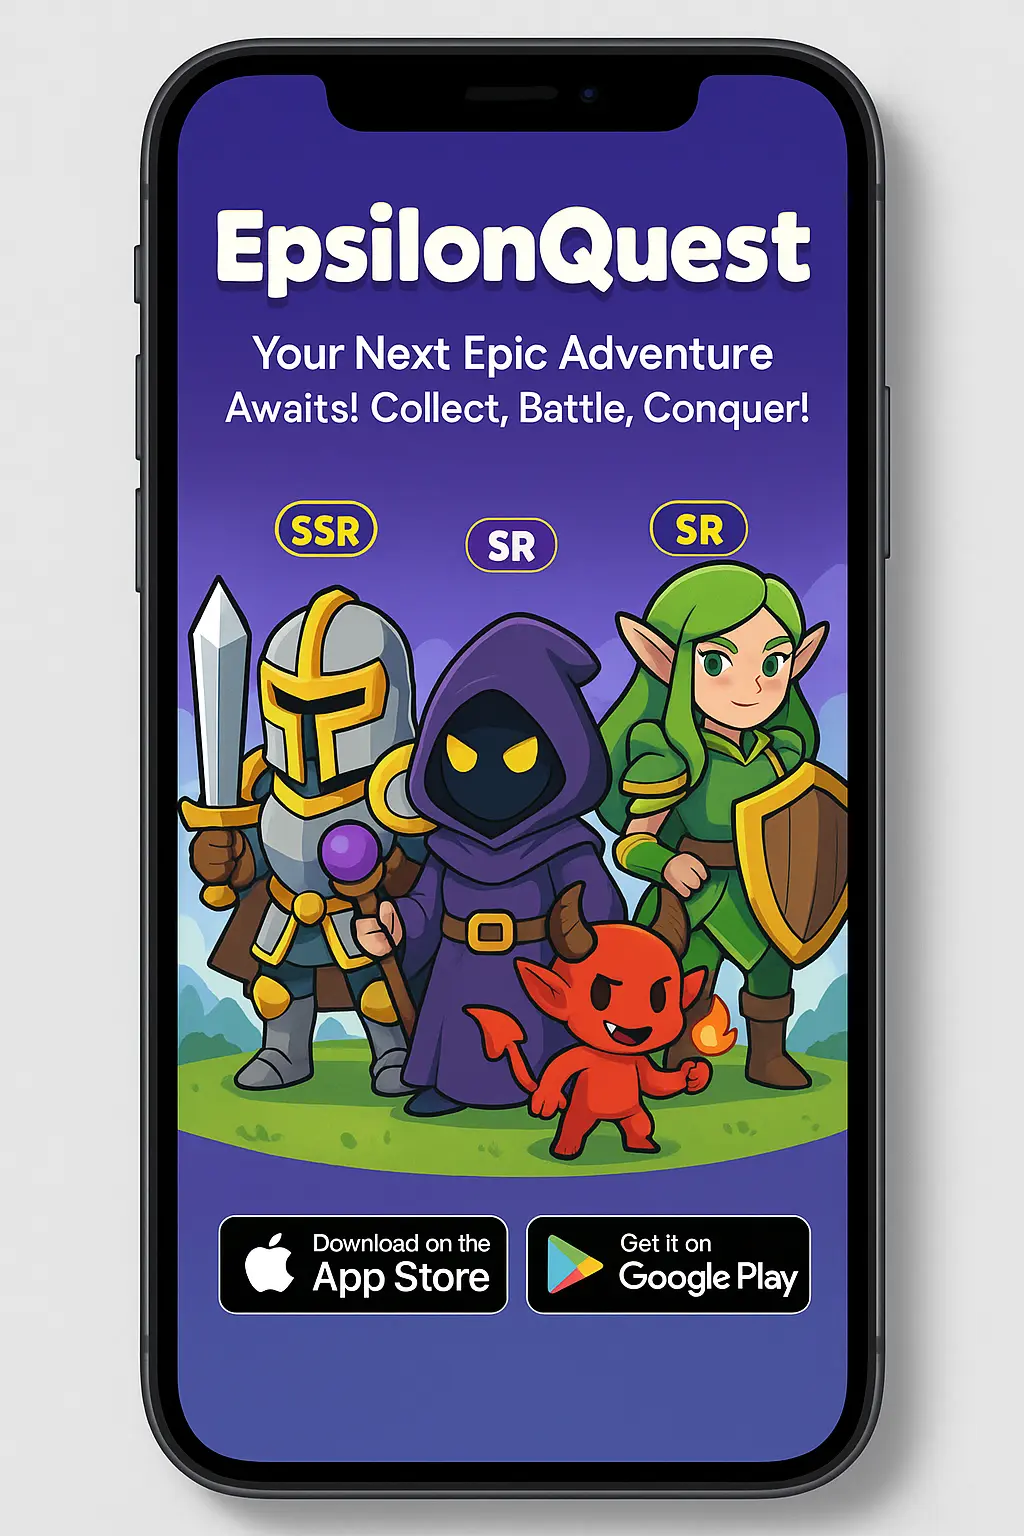 EpsilonQuest
Your Next Epic Adventure
Awaits! Collect, Battle, Conquer!
SSR
SR
SR
Download on the
App Store
Get it on
Google Play